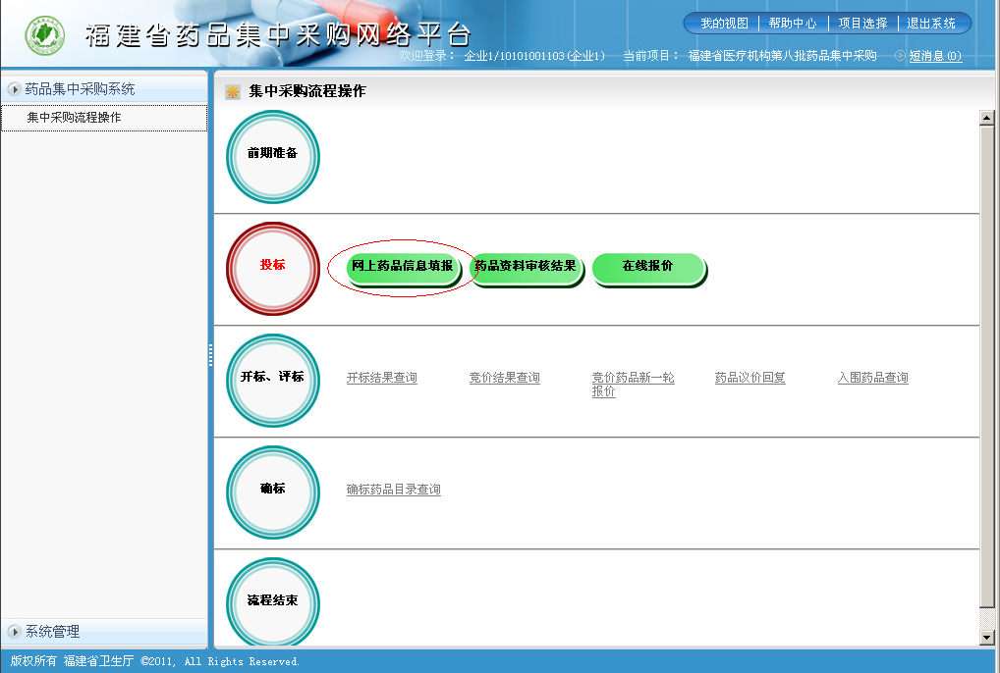 福建省药品集中采购网络平台
我的视图 帮助中心 项目选择 退出系统
欢迎登录： 企业1/10101001103(企业1) 当前项目： 福建省医疗机构第八批药品集中采购 短消息(0)
药品集中采购系统
集中采购流程操作
集中采购流程操作
前期准备
投标
网上药品信息填报 药品资料审核结果 在线报价
开标、评标
开标结果查询 竞价结果查询 竞价药品新一轮 药品议价回复 入围药品查询
报价
确标
确标药品目录查询
流程结束
系统管理
版权所有 福建省卫生厅 ©2011, All Rights Reserved.